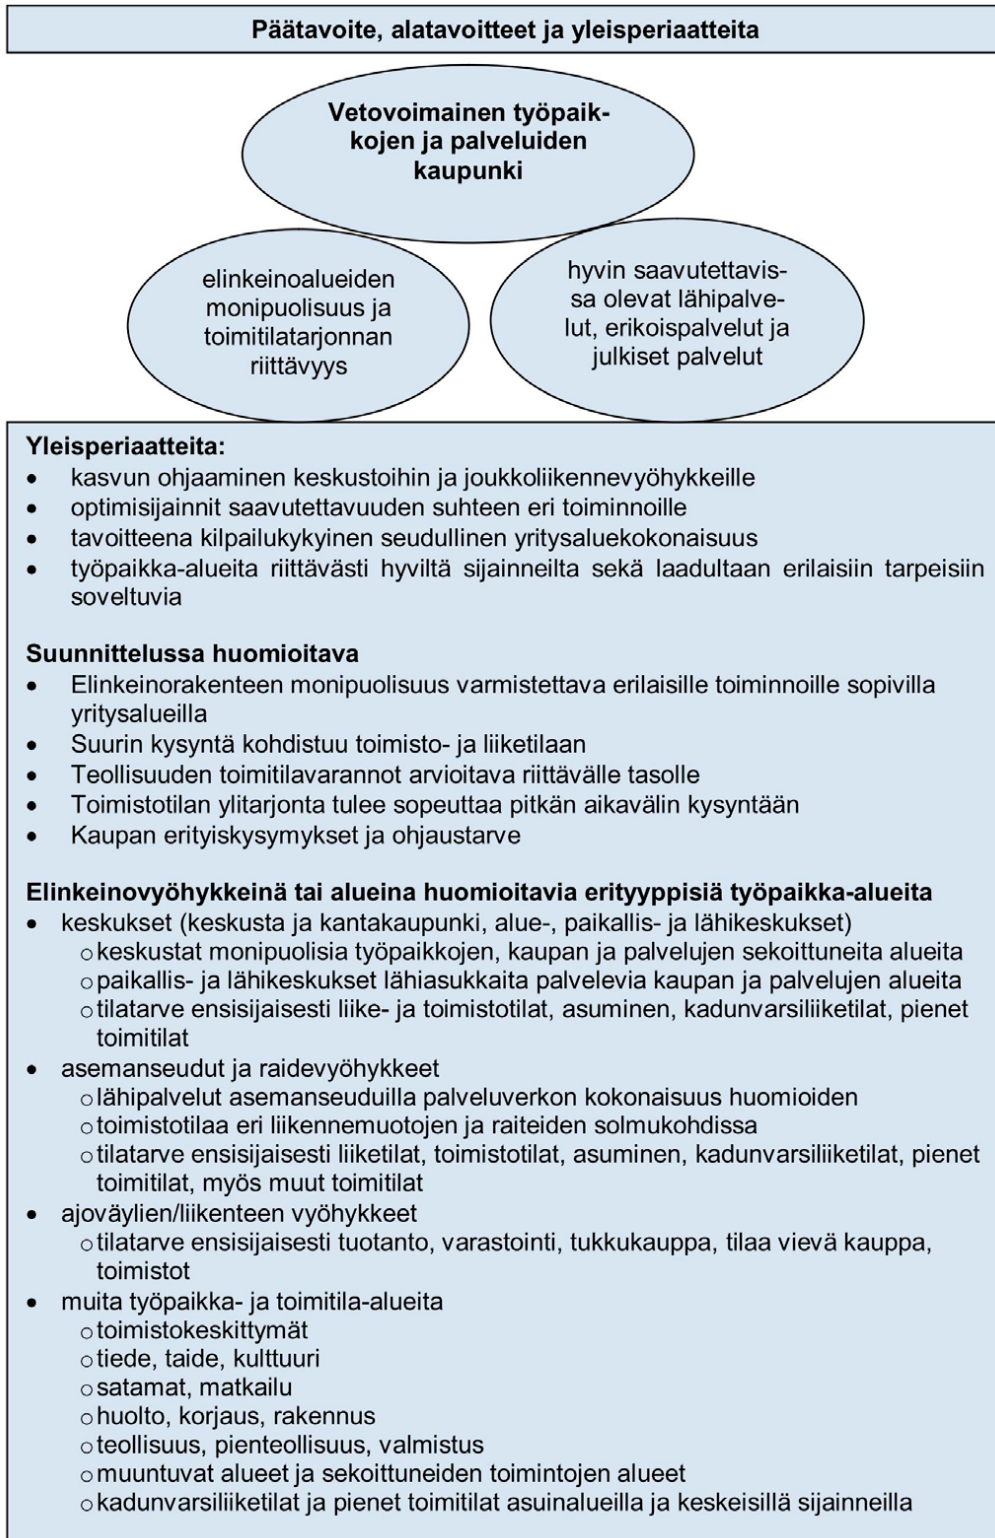 Päätavoite, alatavoitteet ja yleisperiaatteita
Vetovoimainen työpaik-
kojen ja palveluiden
kaupunki
elinkeinoalueiden
monipuolisuus ja
toimitilatarjonnan
riittävyys
hyvin saavutettavis-
sa olevat lähipalve-
lut, erikoispalvelut ja
julkiset palvelut
Yleisperiaatteita:
• kasvun ohjaaminen keskustoihin ja joukkoliikennevyöhykkeille
• optimisijainnit saavutettavuuden suhteen eri toiminnoille
• tavoitteena kilpailukykyinen seudullinen yritysaluekokonaisuus
• työpaikka-alueita riittävästi hyviltä sijainneilta sekä laadultaan erilaisiin tarpeisiin
soveltuvia
Suunnittelussa huomioitava
• Elinkeinorakenteen monipuolisuus varmistettava erilaisille toiminnoille sopivilla
yritysalueilla
• Suurin kysyntä kohdistuu toimisto- ja liiketilaan
• Teollisuuden toimitilavarannot arvioitava riittävälle tasolle
• Toimistotilan ylitarjonta tulee sopeuttaa pitkän aikavälin kysyntään
• Kaupan erityiskysymykset ja ohjaustarve
Elinkeinovyöhykkeinä tai alueina huomioitavia erityyppisiä työpaikka-alueita
• keskukset (keskusta ja kantakaupunki, alue-, paikallis- ja lähikeskukset)
o keskustat monipuolisia työpaikkojen, kaupan ja palvelujen sekoittuneita alueita
o paikallis- ja lähikeskukset lähiasukkaita palvelevia kaupan ja palvelujen alueita
o tilatarve ensisijaisesti liike- ja toimistotilat, asuminen, kadunvarsiliiketilat, pienet
toimitilat
• asemanseudut ja raidevyöhykkeet
o lähipalvelut asemanseuduilla palveluverkon kokonaisuus huomioiden
o toimistotilaa eri liikennemuotojen ja raiteiden solmukohdissa
o tilatarve ensisijaisesti liiketilat, toimistotilat, asuminen, kadunvarsiliiketilat, pienet
toimitilat, myös muut toimitilat
• ajoväylien/liikenteen vyöhykkeet
o tilatarve ensisijaisesti tuotanto, varastointi, tukkukauppa, tilaa vievä kauppa,
toimistot
• muita työpaikka- ja toimitila-alueita
o toimistokeskittymät
o tiede, taide, kulttuuri
o satamat, matkailu
o huolto, korjaus, rakennus
o teollisuus, pienteollisuus, valmistus
o muuntuvat alueet ja sekoittuneiden toimintojen alueet
o kadunvarsiliiketilat ja pienet toimitilat asuinalueilla ja keskeisillä sijainneilla